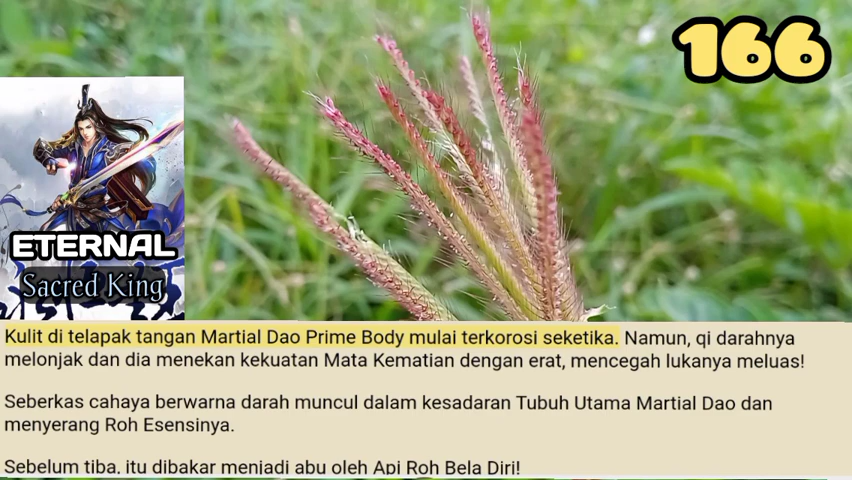 166
ETERNAL
Sacred King
Kulit di telapak tangan Martial Dao Prime Body mulai terkorosi seketika. Namun, qi darahnya
melonjak dan dia menekan kekuatan Mata Kematian dengan erat, mencegah lukanya meluas!
Seberkas cahaya berwarna darah muncul dalam kesadaran Tubuh Utama Martial Dao dan
menyerang Roh Esensinya.
Sebelum tiba, itu dibakar menjadi abu oleh Api Roh Bela Diri!